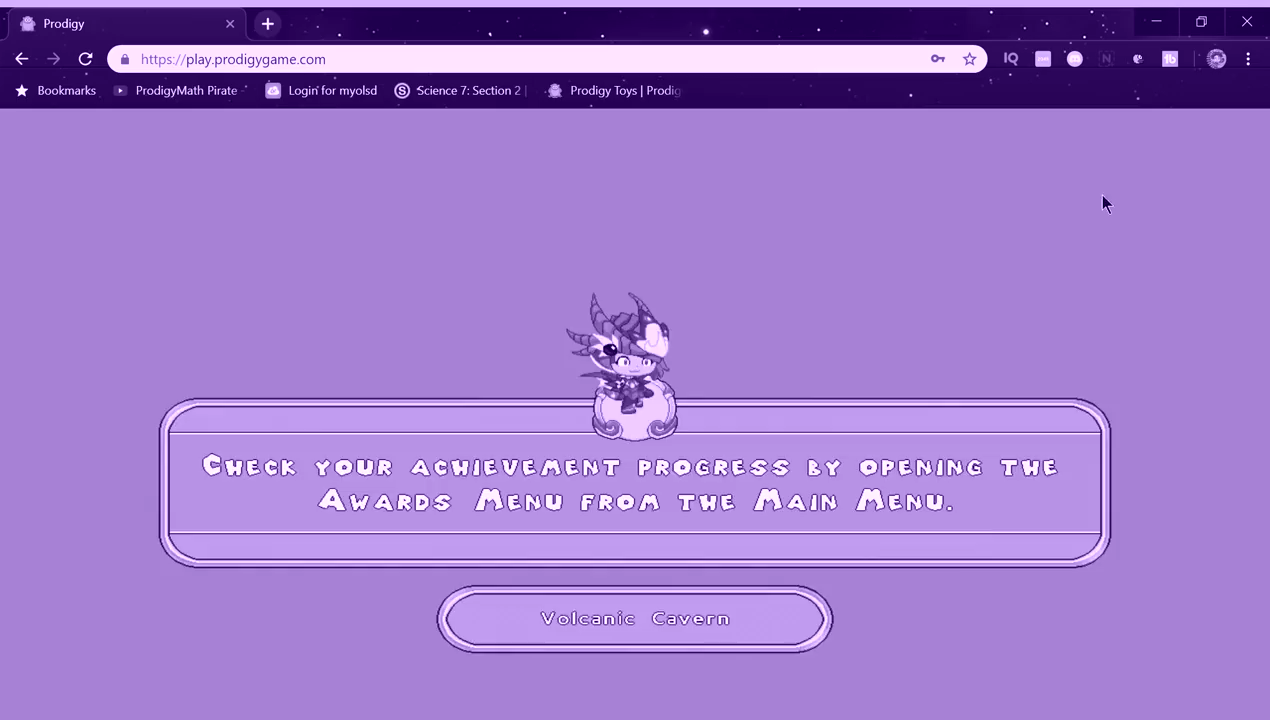 Prodigy
https://play.prodigygame.com
Bookmarks
ProdigyMath Pirate
Login for myolsd
Science 7: Section 2
Prodigy Toys | Prodig
CHECK YOUR ACHIEVEMENT PROGRESS BY OPENING THE
AWARDS MENU FROM THE MAIN MENU.
Volcanic Cavern